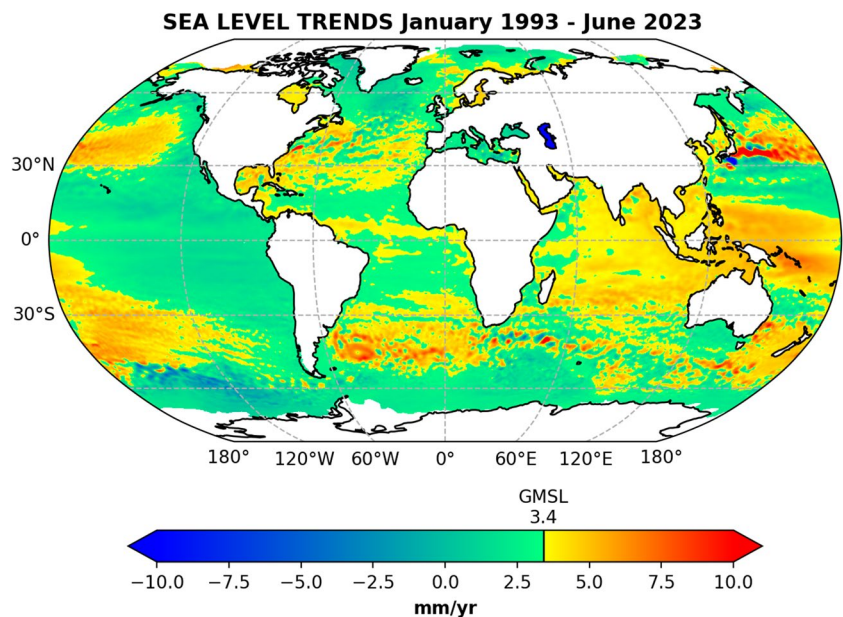 SEA LEVEL TRENDS January 1993 - June 2023
30°N
0°
30°S
180° 120°W 60°W 0° 60°E 120°E 180°
GMSL
3.4
−10.0 −7.5 −5.0 −2.5 0.0 2.5 5.0 7.5 10.0
mm/yr